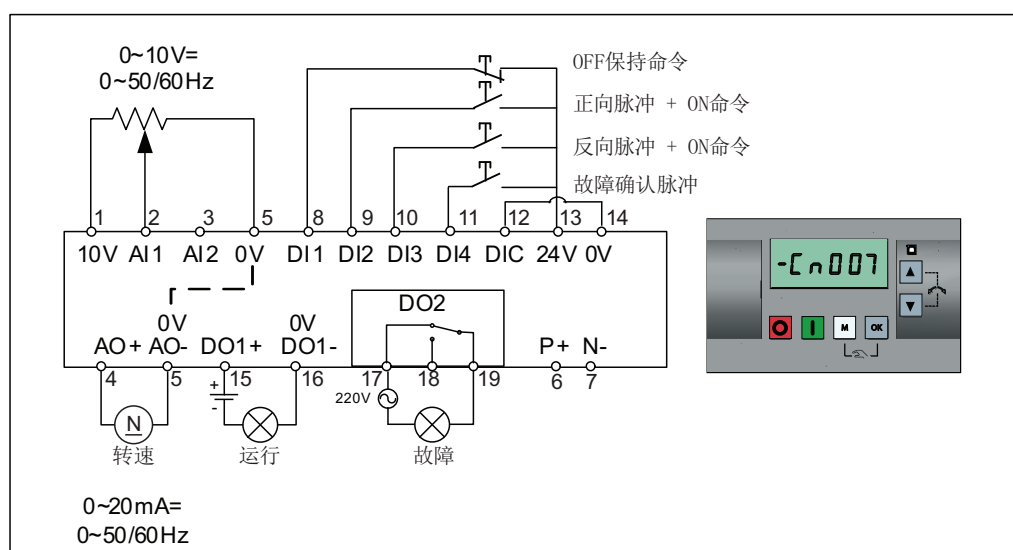 0~10V=
0~50/60Hz
OFF保持命令
正向脉冲 + ON命令
反向脉冲 + ON命令
故障确认脉冲
1 2 3 5 8 9 10 11 12 13 14
10V AI1 AI2 0V DI1 DI2 DI3 DI4 DIC 24V 0V
-Cn007
M OK
0V 0V DO2
AO+ AO- DO1+ DO1- P+ N-
4 5 15 16 17 18 19 6 7
+
-
220V
N
转速 运行 故障
0~20mA=
0~50/60Hz